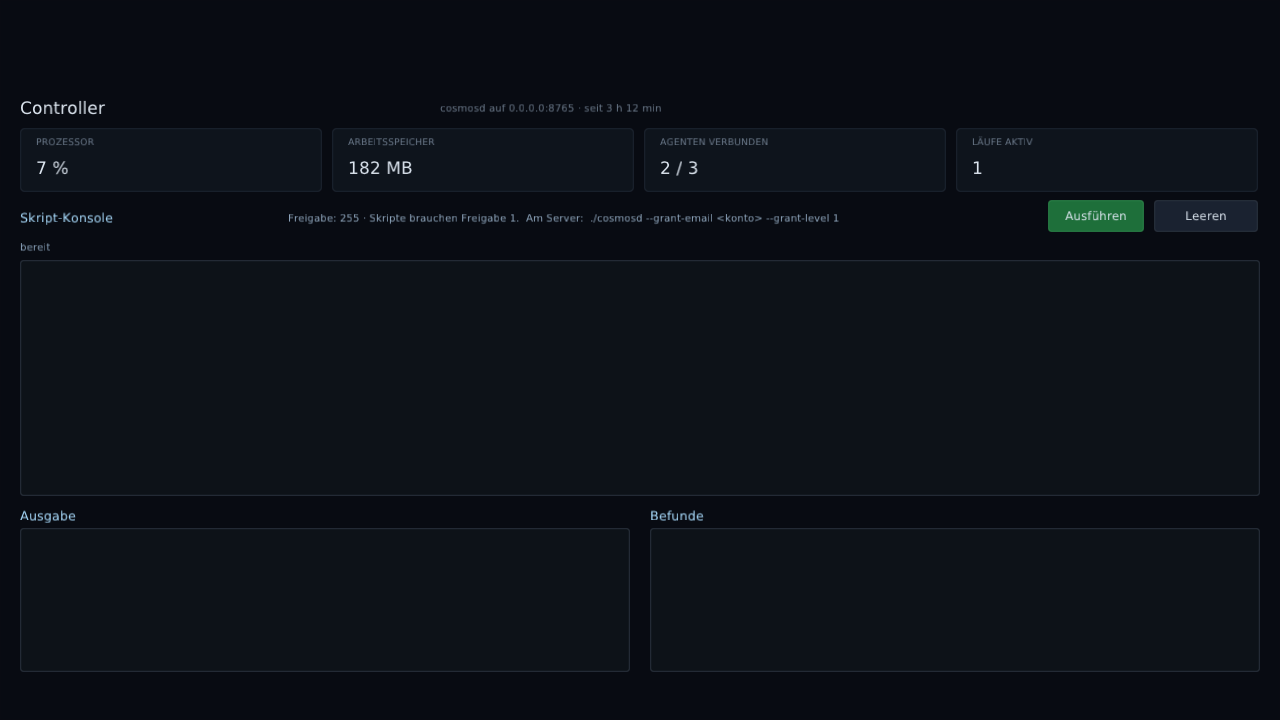 Controller
cosmosd auf 0.0.0.0:8765 · seit 3 h 12 min
PROZESSOR
7 %
ARBEITSSPEICHER
182 MB
AGENTEN VERBUNDEN
2 / 3
LÄUFE AKTIV
1
Skript-Konsole
Freigabe: 255 · Skripte brauchen Freigabe 1.  Am Server:  ./cosmosd --grant-email <konto> --grant-level 1
Ausführen
Leeren
bereit
Ausgabe
Befunde